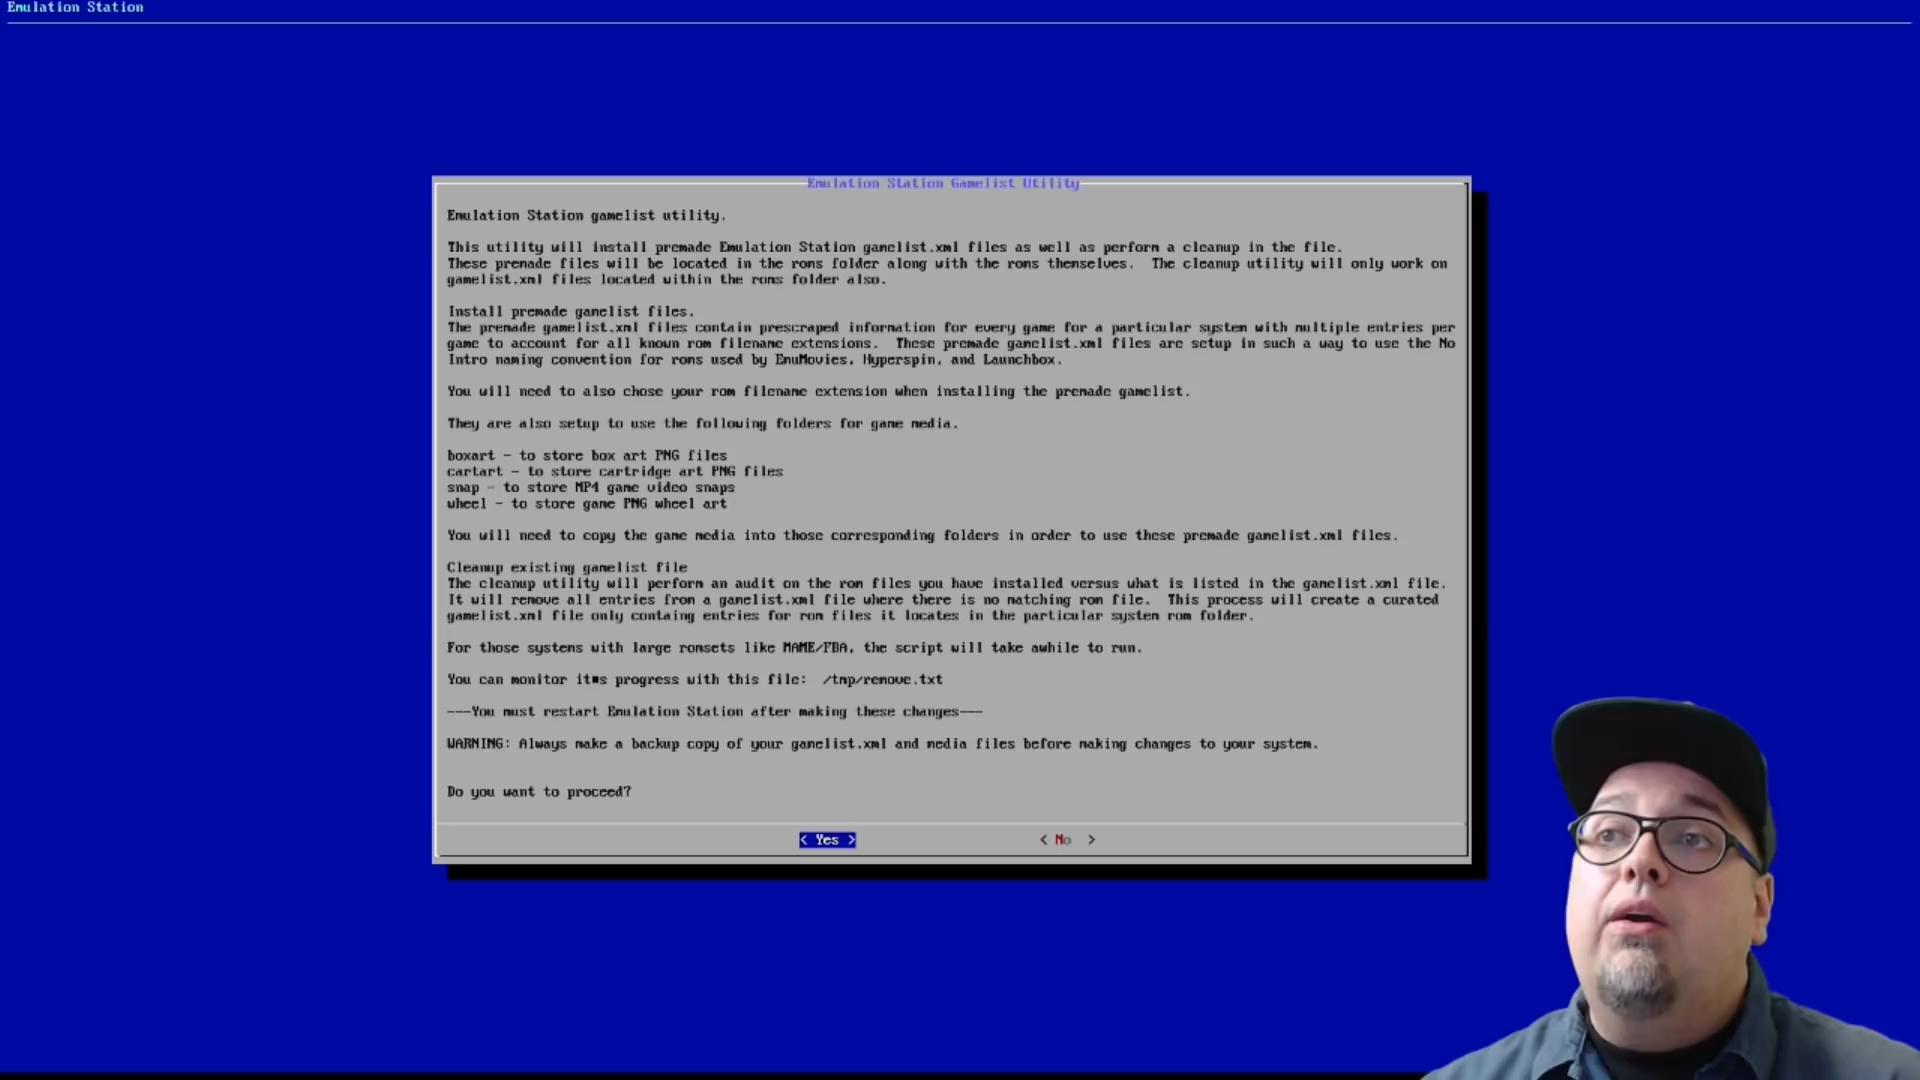 Emulation Station
Emulation Station Gamelist Utility
Emulation Station gamelist utility.
This utility will install premade Emulation Station gamelist.xml files as well as perform a cleanup in the file.
These premade files will be located in the roms folder along with the roms themselves.  The cleanup utility will only work on
gamelist.xml files located within the roms folder also.
Install premade gamelist files.
The premade gamelist.xml files contain prescraped information for every game for a particular system with multiple entries per
game to account for all known rom filename extensions.  These premade gamelist.xml files are setup in such a way to use the No
Intro naming convention for roms used by EmuMovies, Hyperspin, and Launchbox.
You will need to also chose your rom filename extension when installing the premade gamelist.
They are also setup to use the following folders for game media.
boxart - to store box art PNG files
cartart - to store cartridge art PNG files
snap - to store MP4 game video snaps
wheel - to store game PNG wheel art
You will need to copy the game media into those corresponding folders in order to use these premade gamelist.xml files.
Cleanup existing gamelist file
The cleanup utility will perform an audit on the rom files you have installed versus what is listed in the gamelist.xml file.
It will remove all entries from a gamelist.xml file where there is no matching rom file.  This process will create a curated
gamelist.xml file only containg entries for rom files it locates in the particular system rom folder.
For those systems with large romsets like MAME/FBA, the script will take awhile to run.
You can monitor it■s progress with this file:  /tmp/remove.txt
---You must restart Emulation Station after making these changes---
WARNING: Always make a backup copy of your gamelist.xml and media files before making changes to your system.
Do you want to proceed?
< Yes > < No >